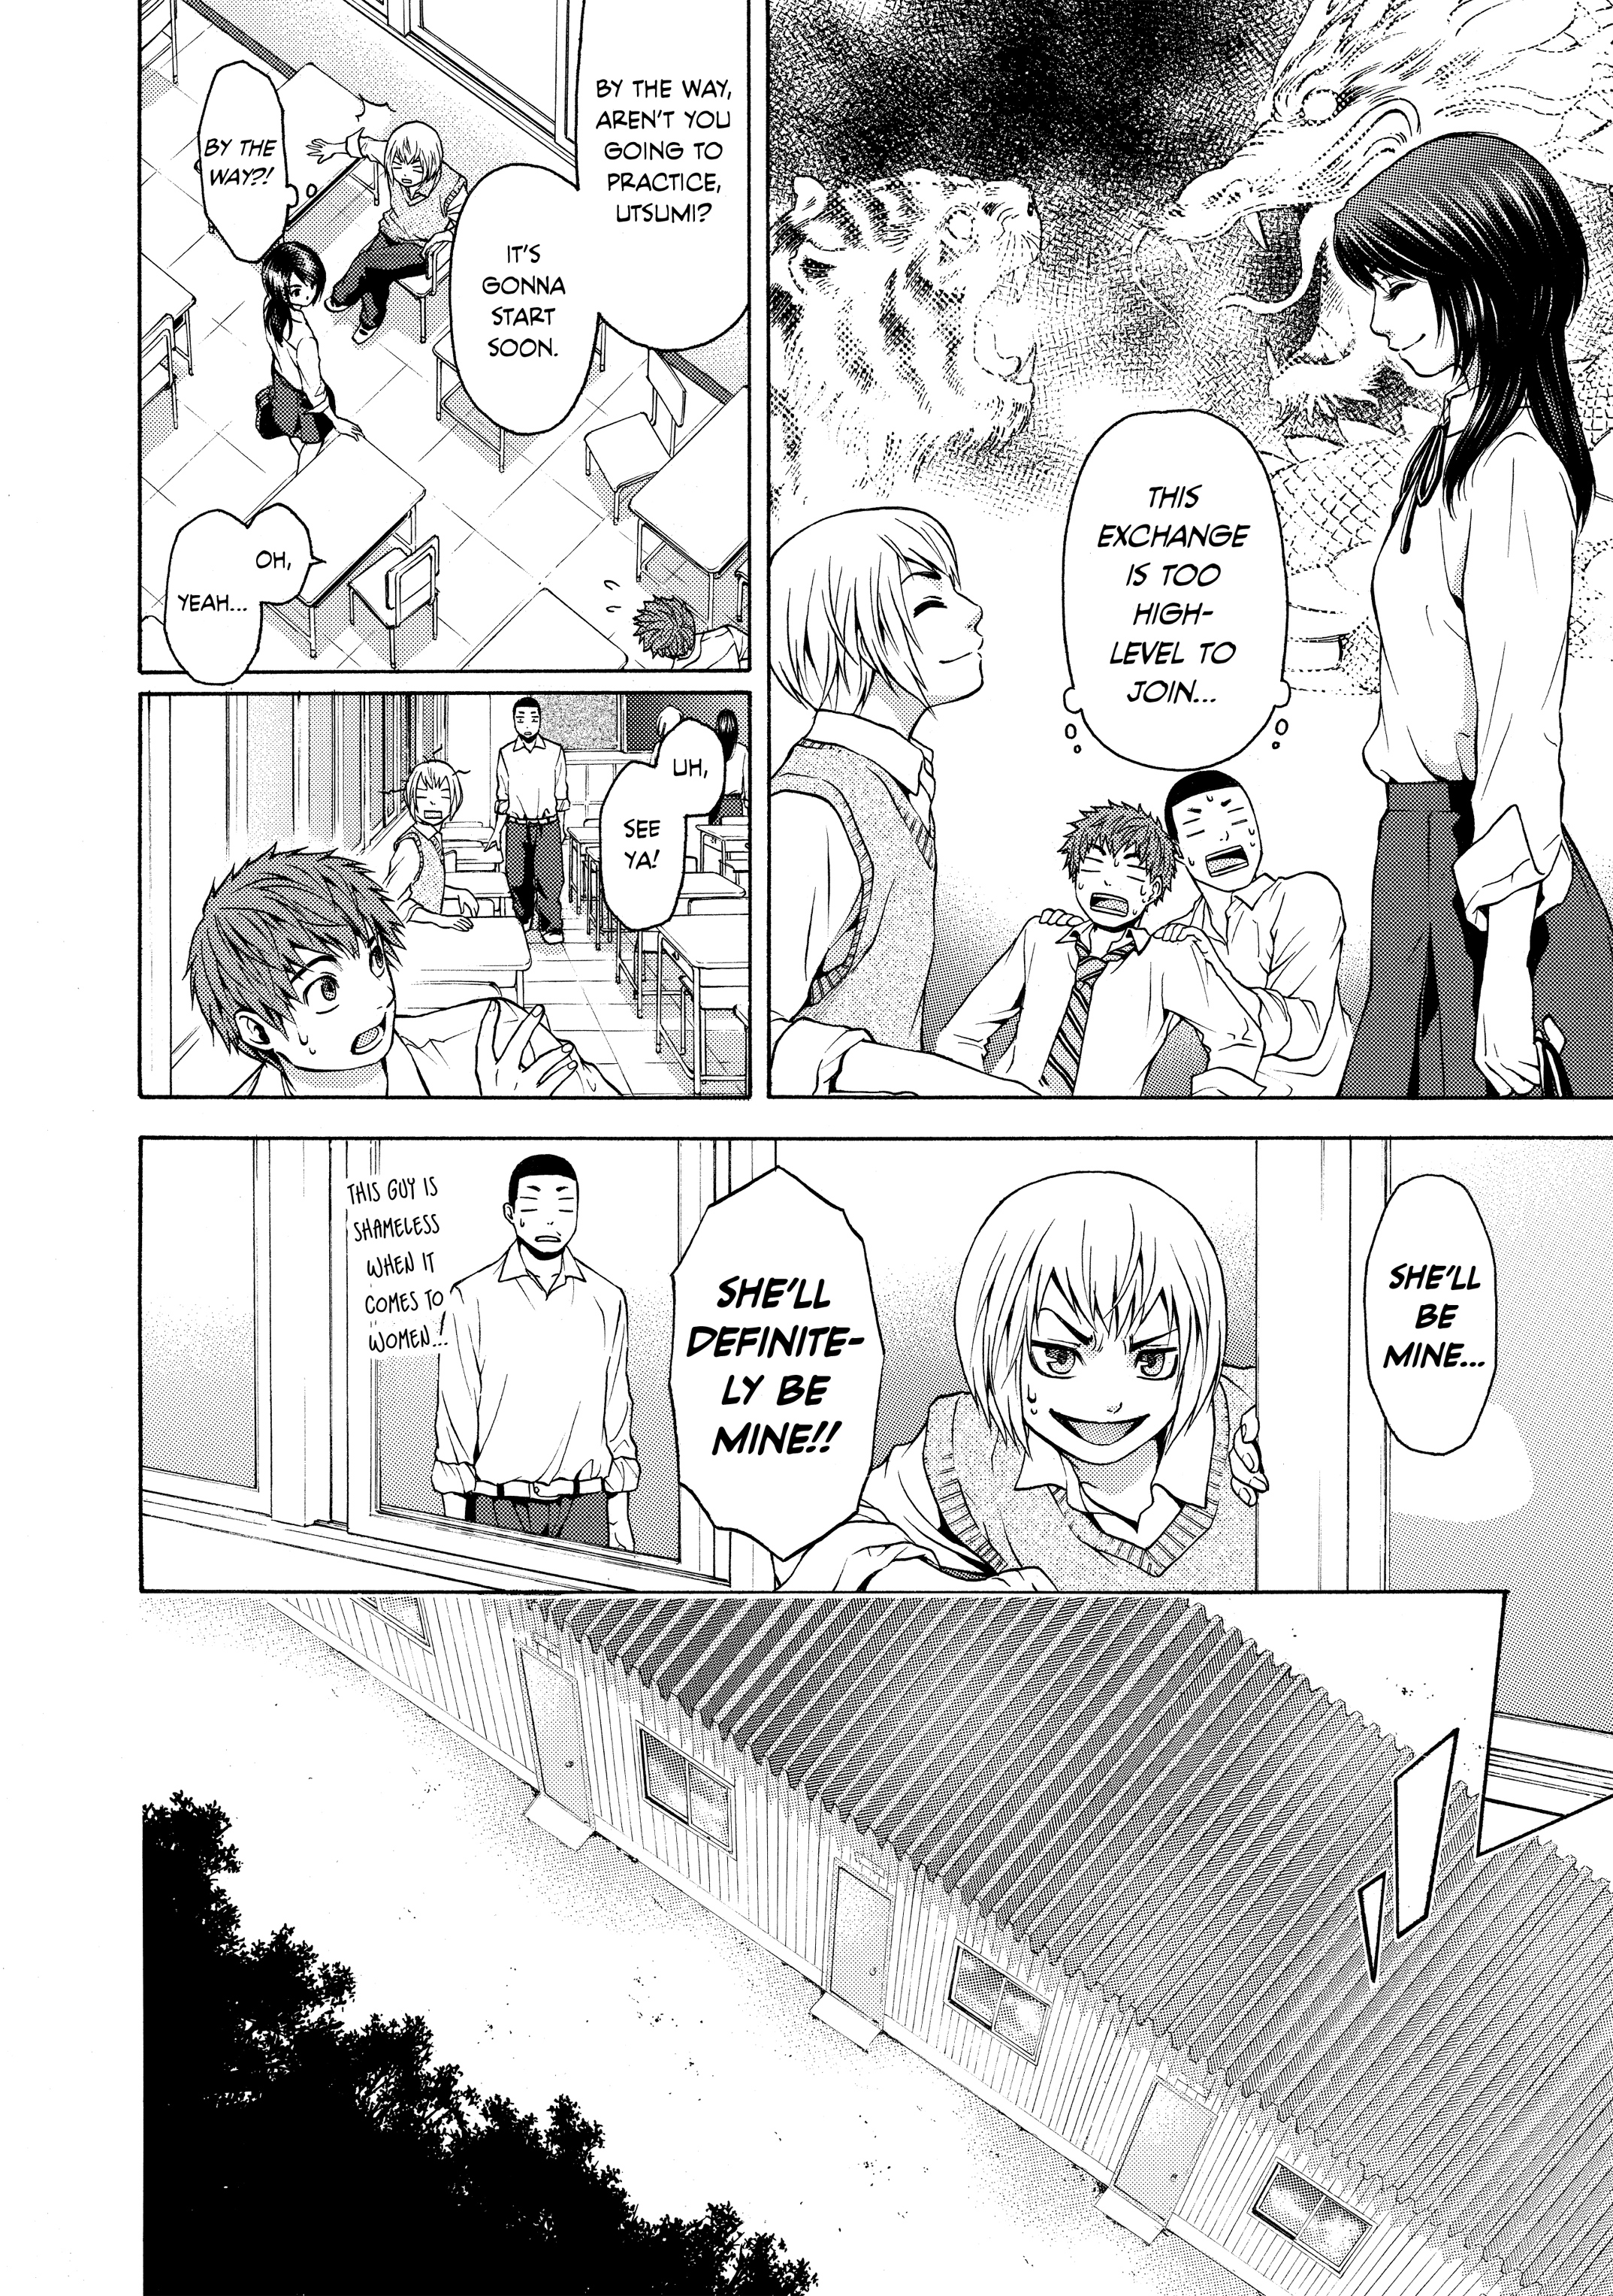 THIS
EXCHANGE
IS TOO
HIGH-
LEVEL TO
JOIN...
BY THE WAY,
AREN'T YOU
GOING TO
PRACTICE,
UTSUMI?
IT'S
GONNA
START
SOON.
BY THE
WAY?!
OH,
YEAH...
UH,
SEE
YA!
SHE'LL
BE
MINE...
SHE'LL
DEFINITE-
LY BE
MINE!!
THIS GUY IS
SHAMELESS
WHEN IT
COMES TO
WOMEN...